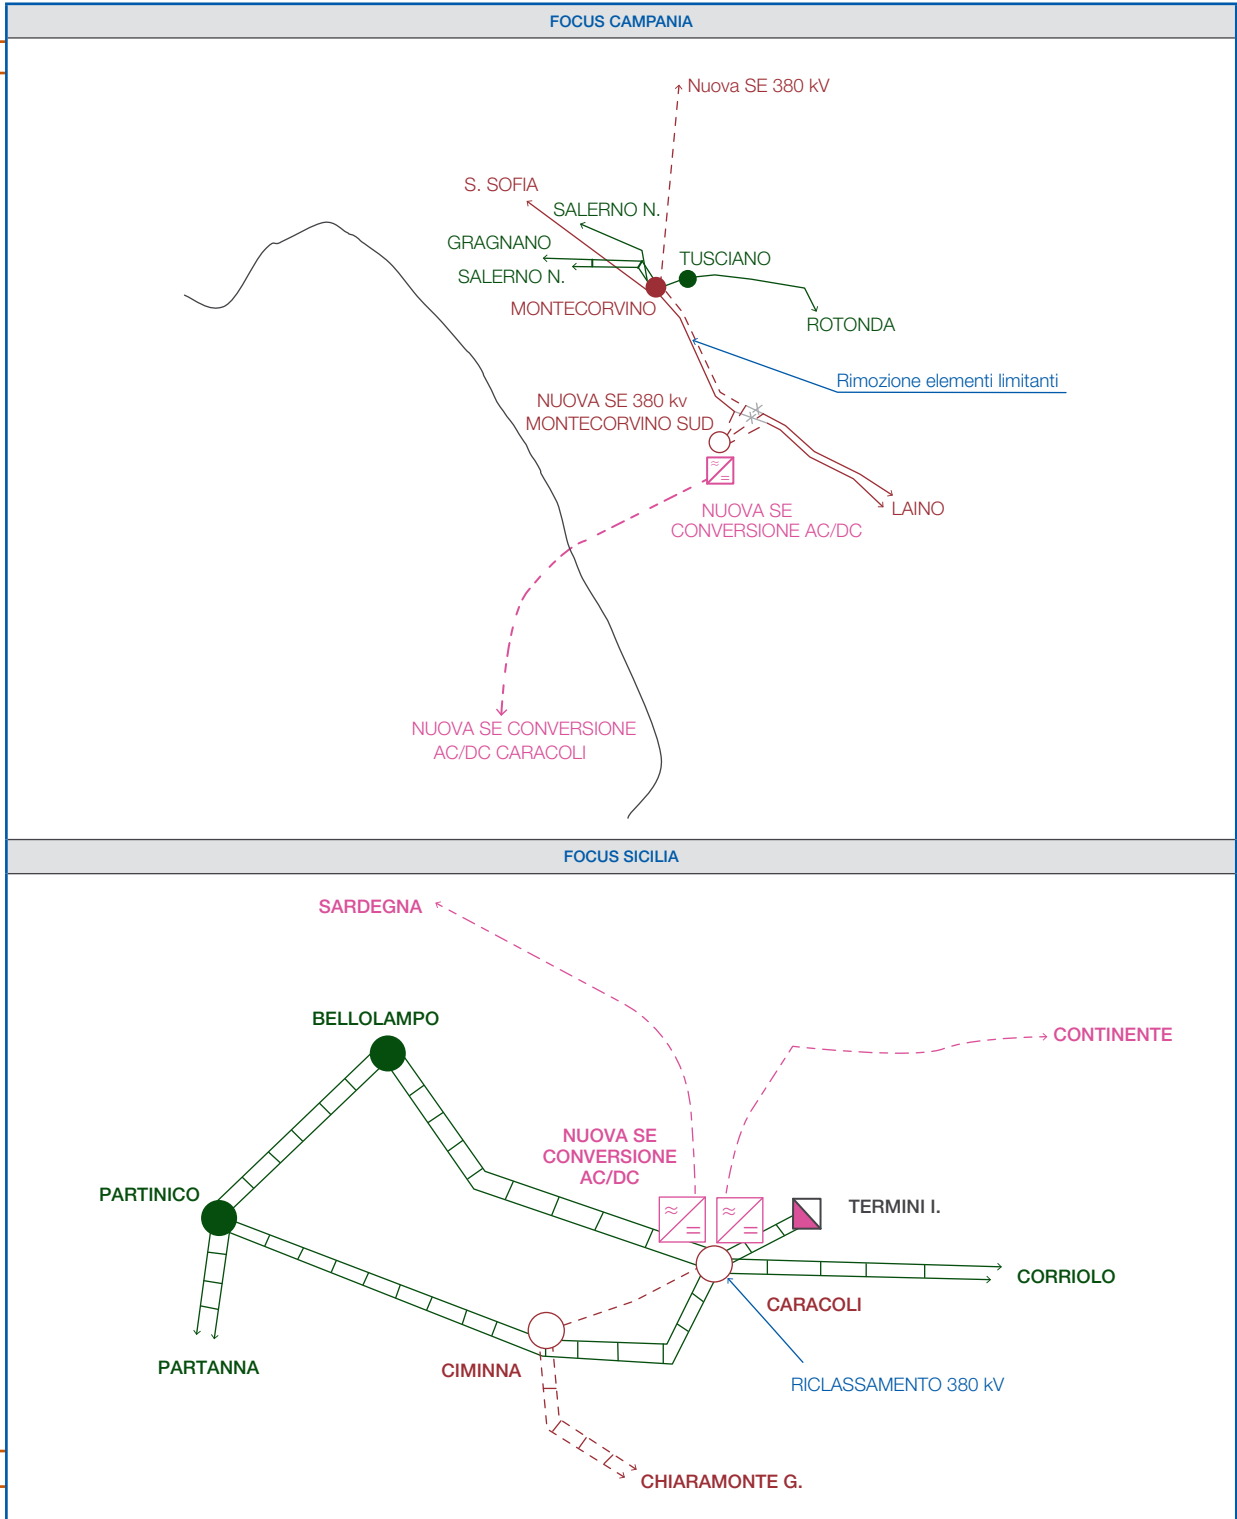 FOCUS CAMPANIA
Nuova SE 380 kV
S. SOFIA
SALERNO N.
GRAGNANO
TUSCIANO
SALERNO N.
MONTECORVINO
ROTONDA
Rimozione elementi limitanti
NUOVA SE 380 kv
MONTECORVINO SUD
≈
=
LAINO
NUOVA SE
CONVERSIONE AC/DC
NUOVA SE CONVERSIONE
AC/DC CARACOLI
FOCUS SICILIA
SARDEGNA
BELLOLAMPO
CONTINENTE
NUOVA SE
CONVERSIONE
AC/DC
PARTINICO
TERMINI I.
≈
=
≈
=
CORRIOLO
CARACOLI
PARTANNA
CIMINNA
RICLASSAMENTO 380 kV
CHIARAMONTE G.